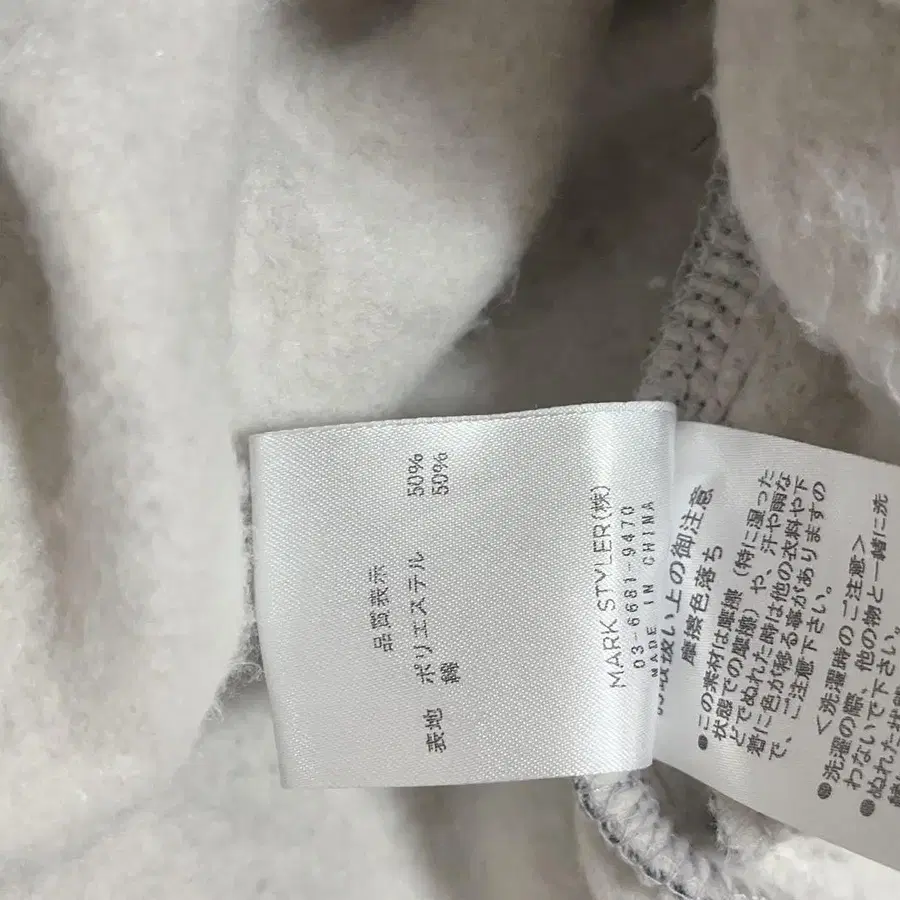 品質表示
表地 ポリエステル 50%
綿 50%
MARK STYLER(株)
03-6681-9470
MADE IN CHINA
お取扱い上の御注意
摩擦色落ち
●この素材は摩擦(特に湿った
状態での摩擦)や、汗や雨な
どでぬれた時は他の衣料や下
着に色が移る事がありますの
で、ご注意下さい。
<洗濯時のご注意>
●洗濯の際、他の物と一緒に洗
わないで下さい。
●ぬれた状態